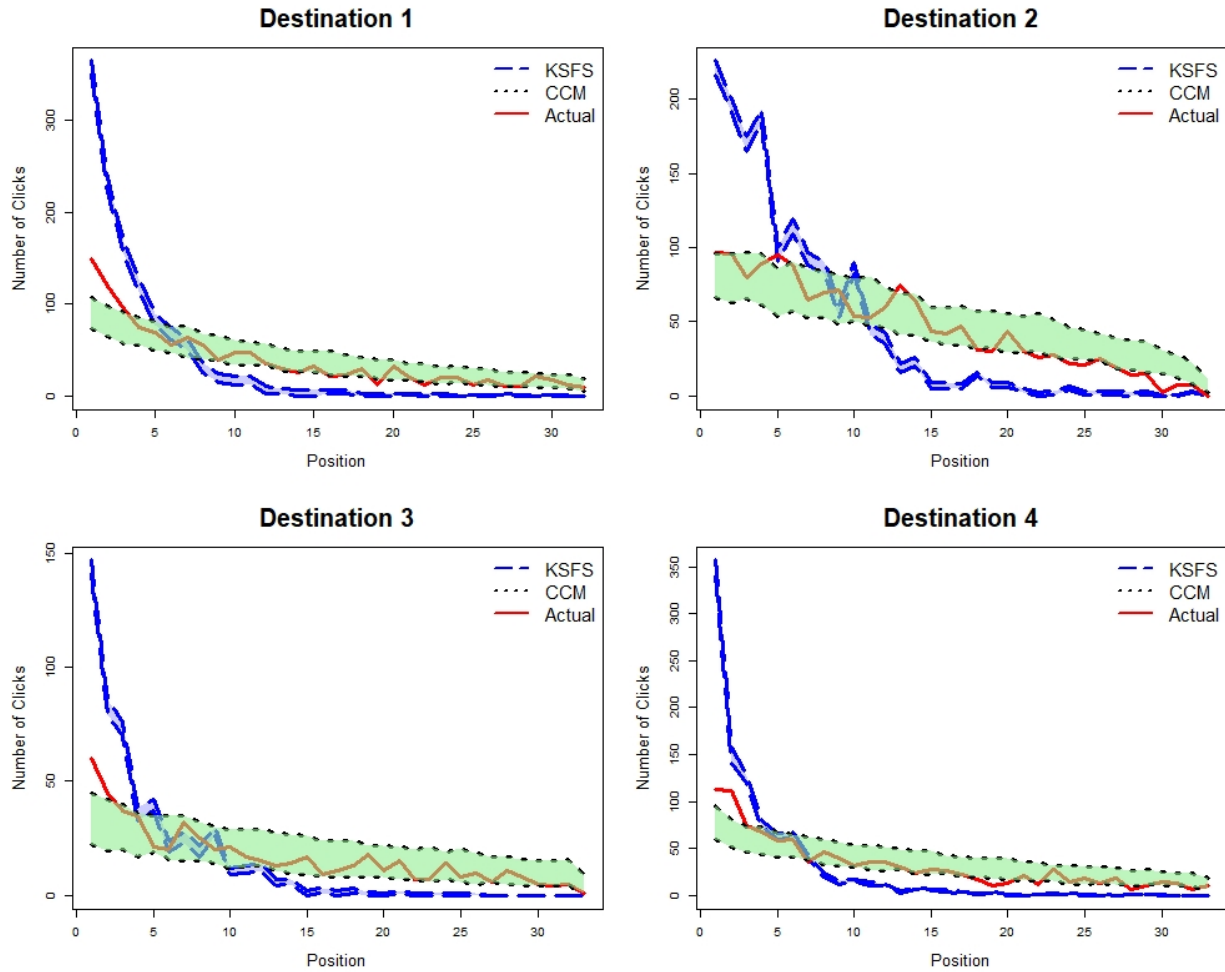 Destination 1
KSFS
CCM
Actual
Number of Clicks
0 100 200 300
0 5 10 15 20 25 30
Position
Destination 2
KSFS
CCM
Actual
Number of Clicks
0 50 100 150 200
0 5 10 15 20 25 30
Position
Destination 3
KSFS
CCM
Actual
Number of Clicks
0 50 100 150
0 5 10 15 20 25 30
Position
Destination 4
KSFS
CCM
Actual
Number of Clicks
0 50 100 150 200 250 300 350
0 5 10 15 20 25 30
Position